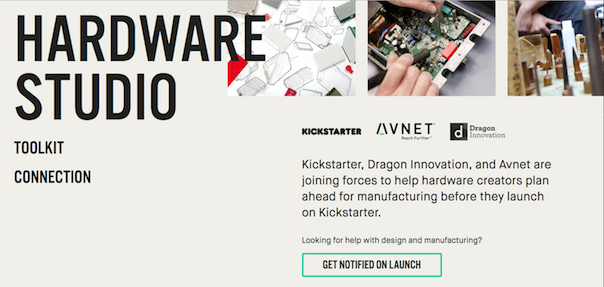 HARDWARE
STUDIO
TOOLKIT
CONNECTION
KICKSTARTER
AVNET
Reach Further
d
Dragon
Innovation
Kickstarter, Dragon Innovation, and Avnet are
joining forces to help hardware creators plan
ahead for manufacturing before they launch
on Kickstarter.
Looking for help with design and manufacturing?
GET NOTIFIED ON LAUNCH